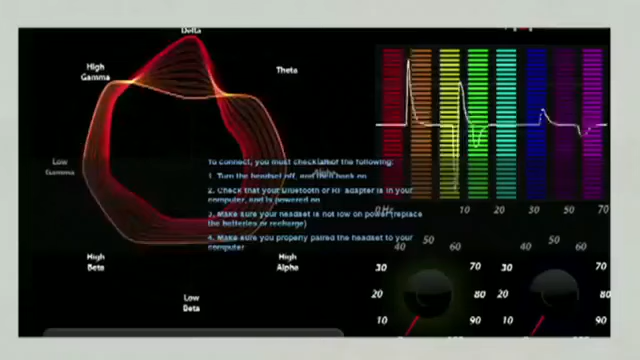 Delta
High
Gamma
Theta
Low
Gamma
To connect, you must check all of the following:
1. Turn the headset off, and then back on
2. Check that your Bluetooth or RF adapter is in your
computer, and is powered on
3. Make sure your headset is not low on power (replace
the batteries or recharge)
4. Make sure you properly paired the headset to your
computer
High
Beta
High
Alpha
Low
Beta
0 Hz 10 20 30 50 70
40 50 60 40 50 60
30 70 30 70
20 80 20 80
10 90 10 90